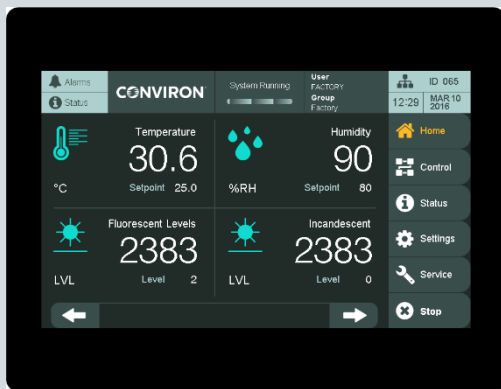 Alarms
Status
CONVIRON
System Running
User
FACTORY
Group
Factory
ID 065
12:29
MAR 10
2016
Temperature
30.6
°C
Setpoint 25.0
Humidity
90
%RH
Setpoint 80
Fluorescent Levels
2383
LVL
Level 2
Incandescent
2383
LVL
Level 0
Home
Control
Status
Settings
Service
Stop